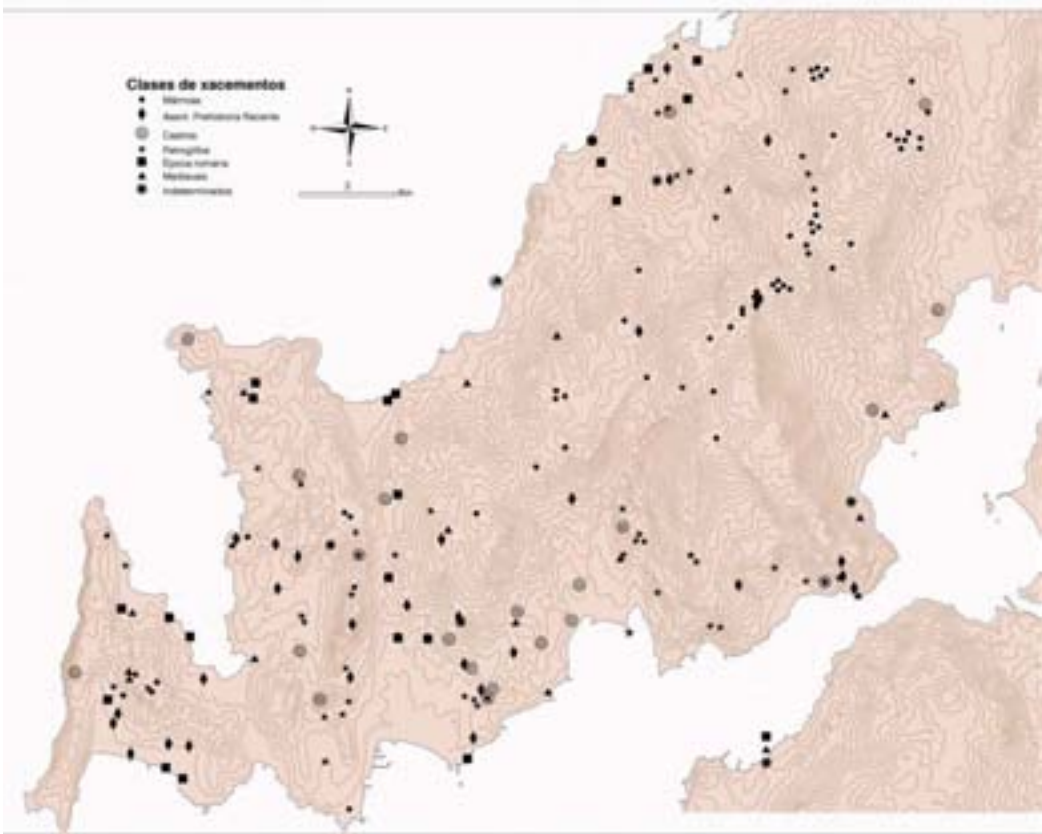 Clases de xacementos
Mámoas
Asent. Prehistoria Recente
Castros
Petroglifos
Época romana
Medievais
Indeterminados